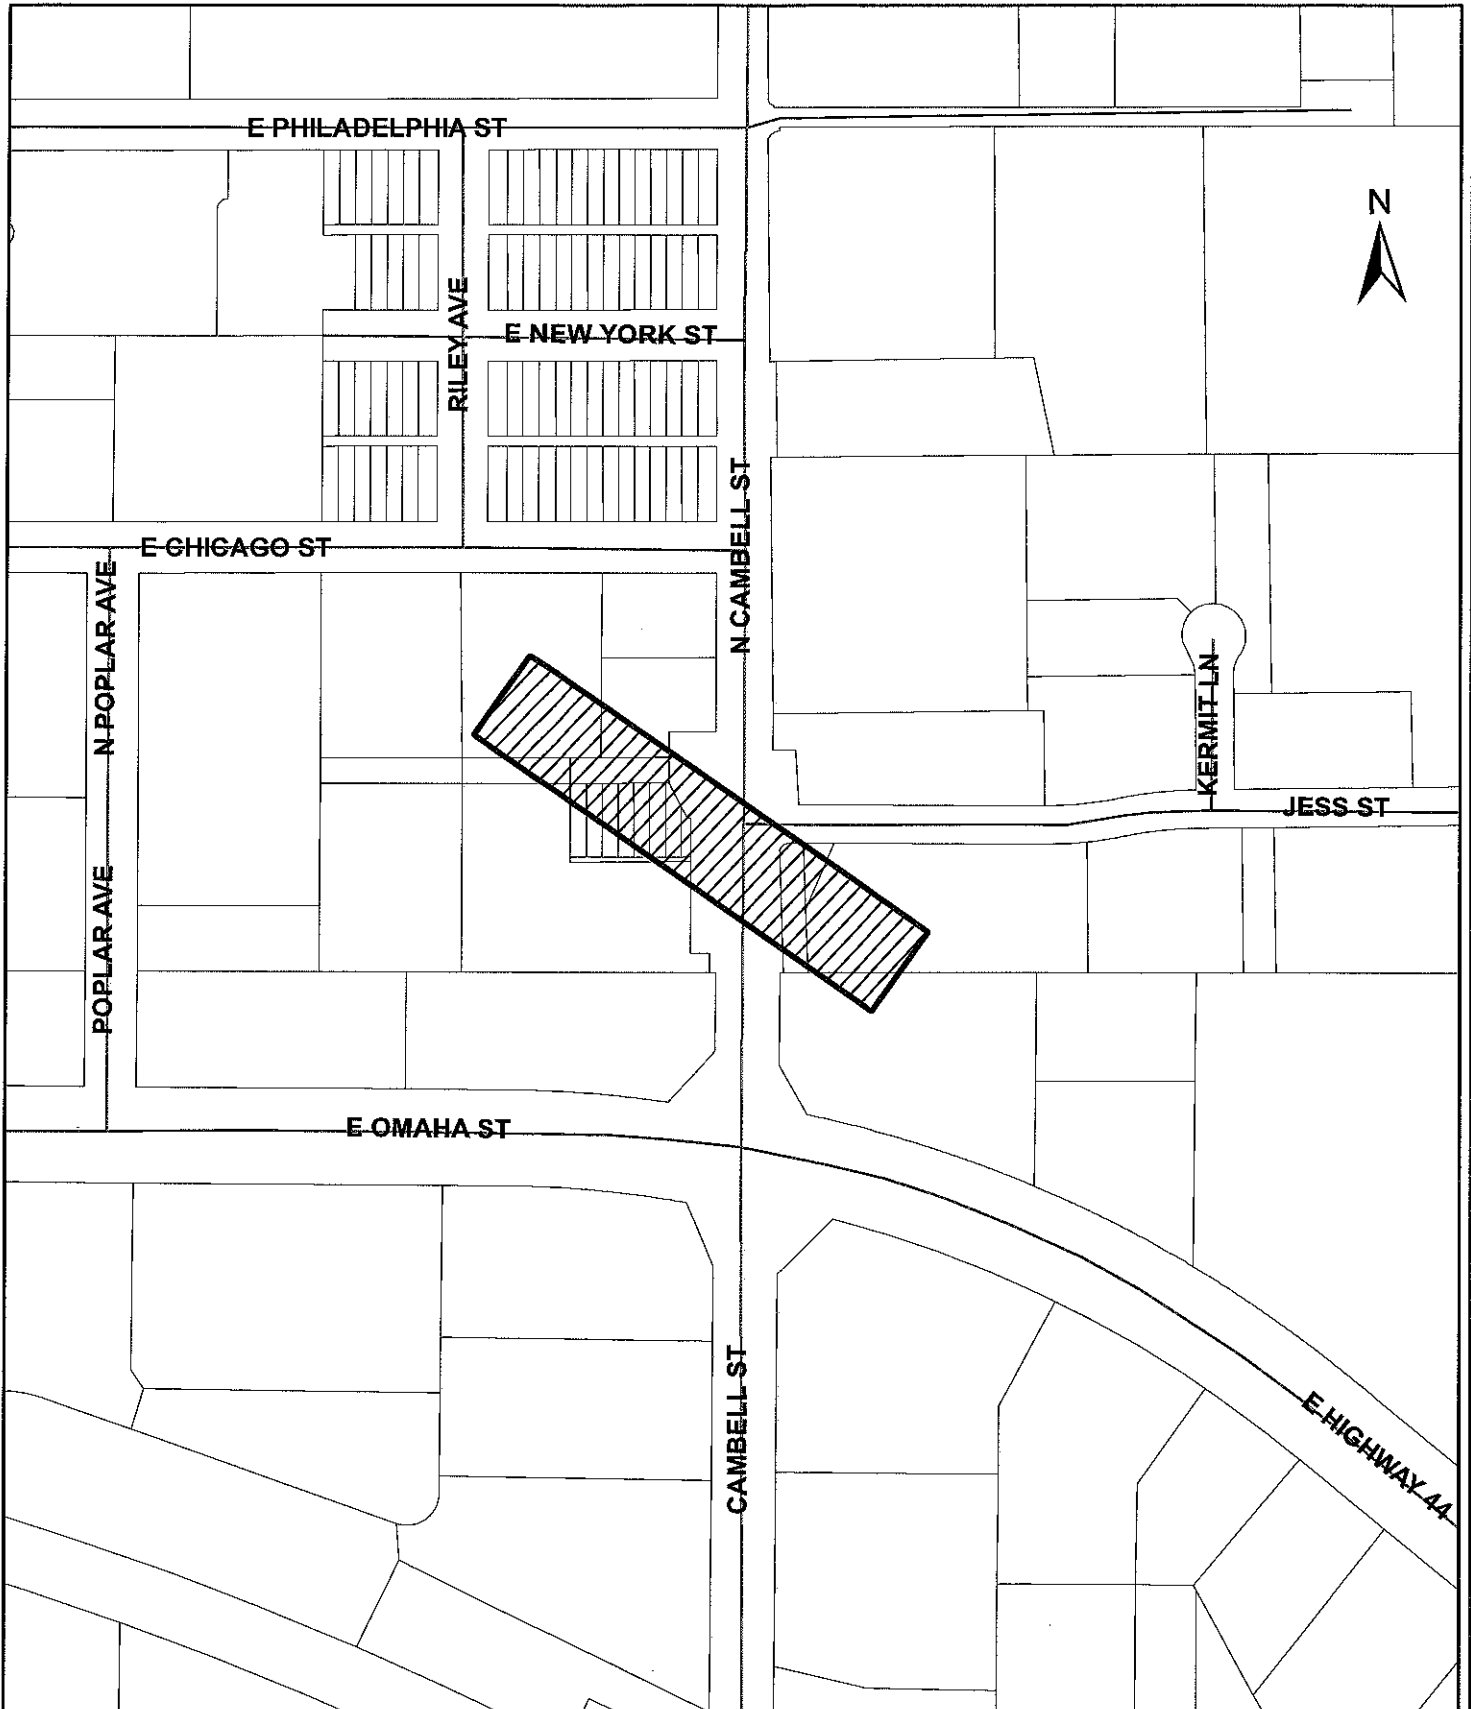 E PHILADELPHIA ST
N
RILEY AVE
E NEW YORK ST
N CAMBELL ST
E CHICAGO ST
N POPLAR AVE
KERMIT LN
JESS ST
POPLAR AVE
E OMAHA ST
CAMBELL ST
E HIGHWAY 44